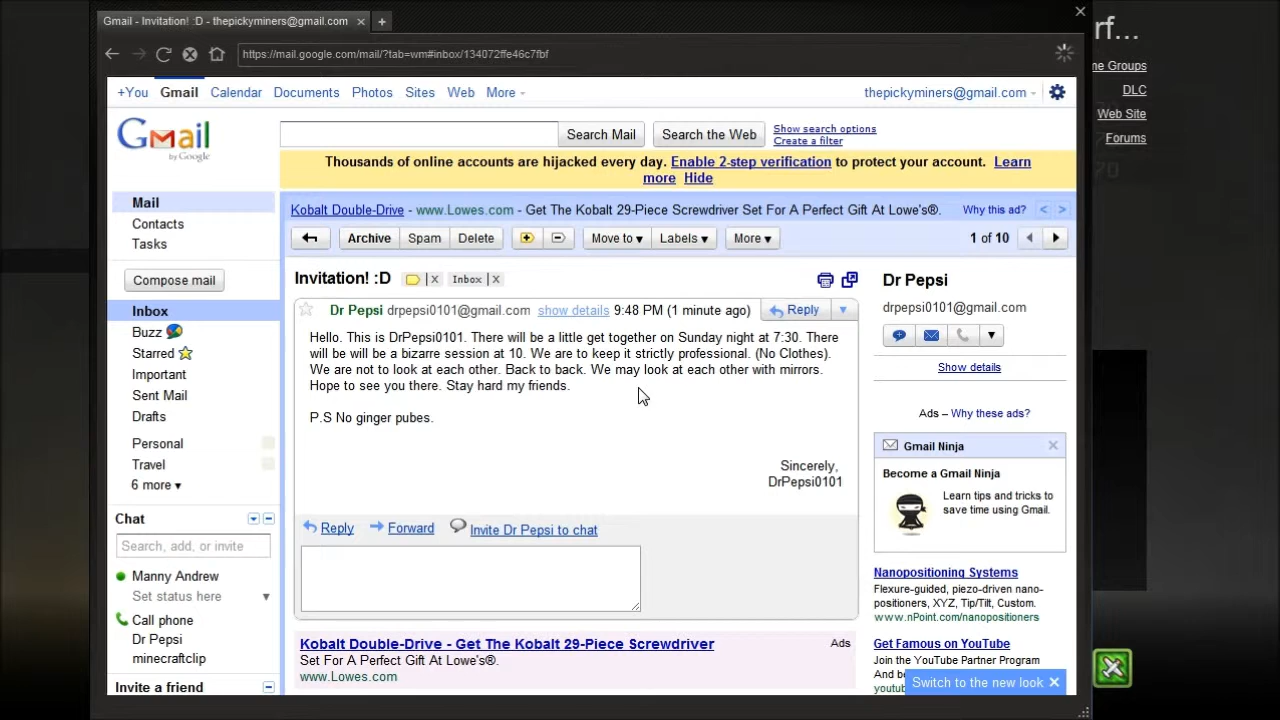 Gmail - Invitation! :D - thepickyminers@gmail.com
https://mail.google.com/mail/?tab=wm#inbox/134072ffe46c7fbf
rf...
me Groups
DLC
Web Site
Forums
+You Gmail Calendar Documents Photos Sites Web More
thepickyminers@gmail.com
Gmail
by Google
Search Mail
Search the Web
Show search options
Create a filter
Thousands of online accounts are hijacked every day. Enable 2-step verification to protect your account. Learn
more Hide
Mail
Contacts
Tasks
Compose mail
Inbox
Buzz
Starred
Important
Sent Mail
Drafts
Personal
Travel
6 more
Chat
Search, add, or invite
Manny Andrew
Set status here
Call phone
Dr Pepsi
minecraftclip
Invite a friend
Kobalt Double-Drive - www.Lowes.com - Get The Kobalt 29-Piece Screwdriver Set For A Perfect Gift At Lowe's®.
Why this ad? < >
Archive Spam Delete Move to Labels More
1 of 10
Invitation! :D
X
Inbox X
Dr Pepsi drpepsi0101@gmail.com show details 9:48 PM (1 minute ago)
Reply
Hello. This is DrPepsi0101. There will be a little get together on Sunday night at 7:30. There
will be will be a bizarre session at 10. We are to keep it strictly professional. (No Clothes).
We are not to look at each other. Back to back. We may look at each other with mirrors.
Hope to see you there. Stay hard my friends.
P.S No ginger pubes.
Sincerely,
DrPepsi0101
Reply Forward Invite Dr Pepsi to chat
Kobalt Double-Drive - Get The Kobalt 29-Piece Screwdriver
Ads
Set For A Perfect Gift At Lowe's®.
www.Lowes.com
Dr Pepsi
drpepsi0101@gmail.com
Show details
Ads – Why these ads?
Gmail Ninja
Become a Gmail Ninja
Learn tips and tricks to
save time using Gmail.
Nanopositioning Systems
Flexure-guided, piezo-driven nano-
positioners, XYZ, Tip/Tilt, Custom.
www.nPoint.com/nanopositioners
Get Famous on YouTube
Join the YouTube Partner Program
Switch to the new look